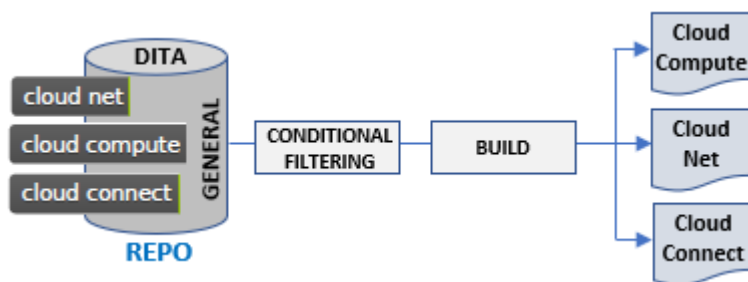 DITA
cloud net
cloud compute
cloud connect
GENERAL
REPO
CONDITIONAL
FILTERING
BUILD
Cloud
Compute
Cloud
Net
Cloud
Connect